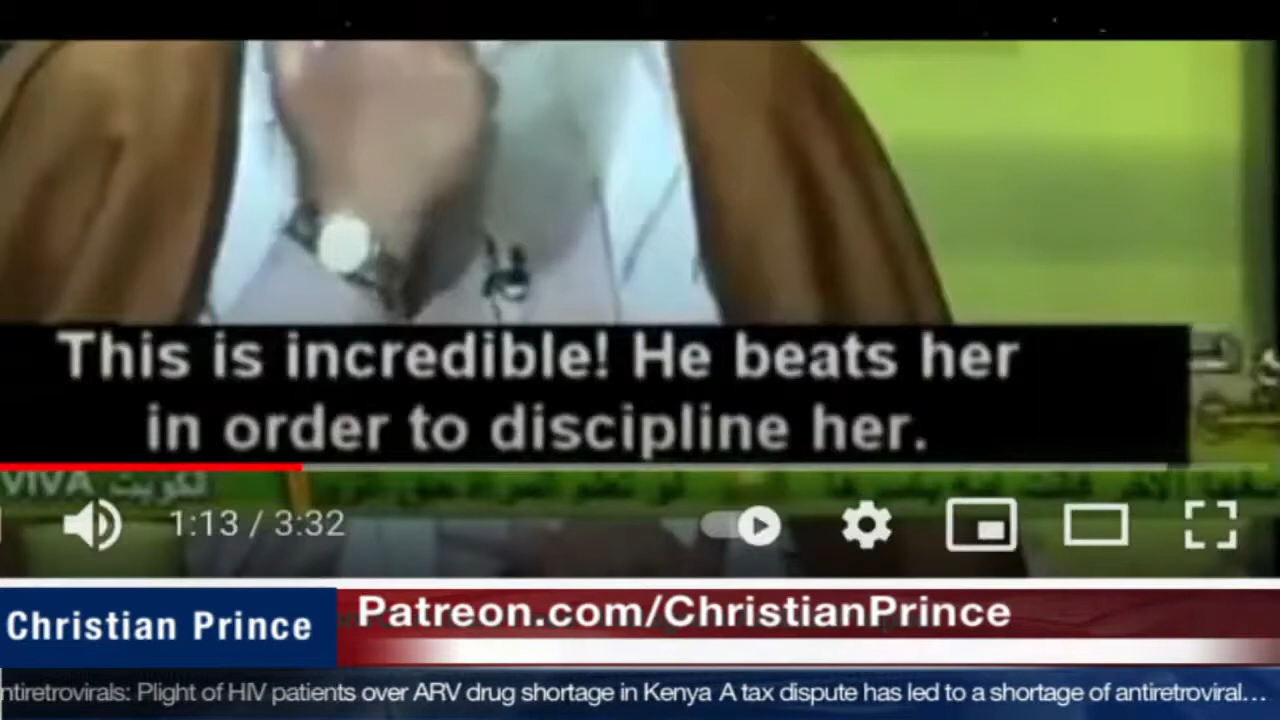 This is incredible! He beats her
in order to discipline her.
VIVA لكويت
1:13 / 3:32
Christian Prince
Patreon.com/ChristianPrince
ntiretrovirals: Plight of HIV patients over ARV drug shortage in Kenya A tax dispute has led to a shortage of antiretroviral...